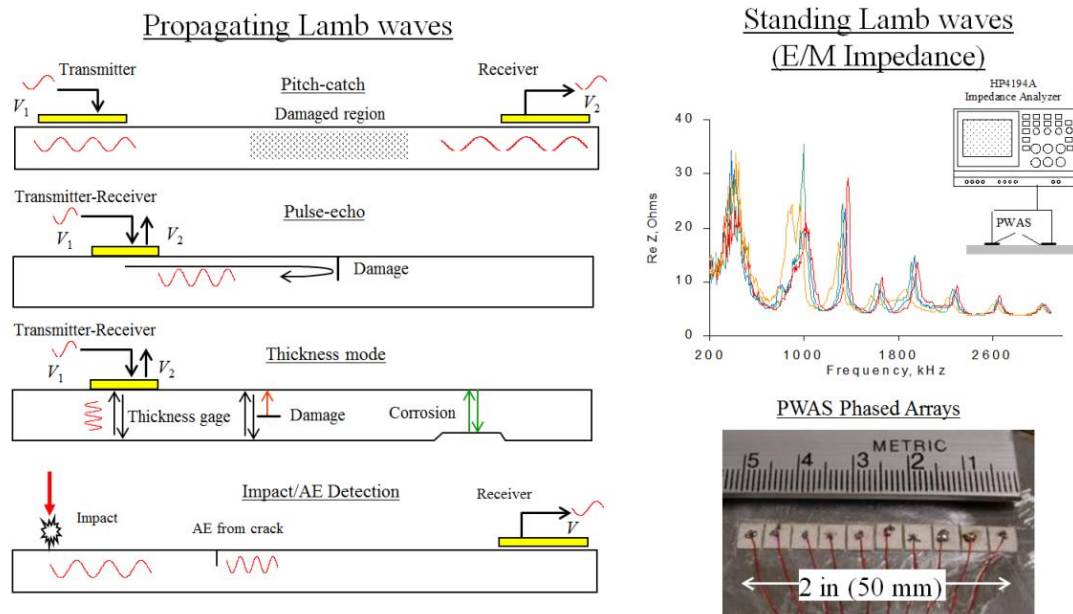 Propagating Lamb waves
Transmitter
Pitch-catch
Receiver
V1
Damaged region
V2
Transmitter-Receiver
Pulse-echo
V1
V2
Damage
Transmitter-Receiver
V1
V2
Thickness mode
Thickness gage
Damage
Corrosion
Impact/AE Detection
Receiver
Impact
AE from crack
V
Standing Lamb waves
(E/M Impedance)
HP4194A
Impedance Analyzer
PWAS
Re Z, Ohms
40
30
20
10
0
200 1000 1800 2600
Frequency, kHz
PWAS Phased Arrays
METRIC
5 4 3 2 1
2 in (50 mm)